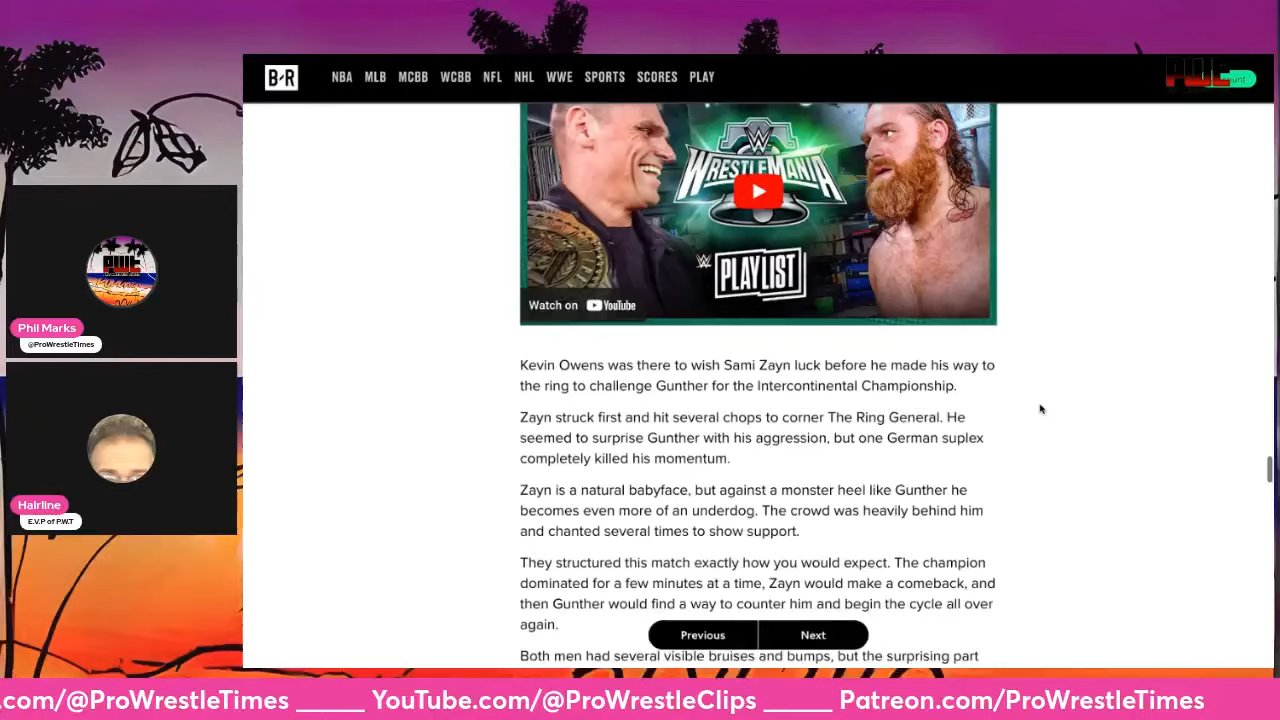 B/R NBA MLB MCBB WCBB NFL NHL WWE SPORTS SCORES PLAY
PWT
WRESTLEMANIA
PLAYLIST
Watch on YouTube
PWT
Phil Marks
@ProWrestleTimes
Hairline
E.V.P of P.W.T
Kevin Owens was there to wish Sami Zayn luck before he made his way to
the ring to challenge Gunther for the Intercontinental Championship.
Zayn struck first and hit several chops to corner The Ring General. He
seemed to surprise Gunther with his aggression, but one German suplex
completely killed his momentum.
Zayn is a natural babyface, but against a monster heel like Gunther he
becomes even more of an underdog. The crowd was heavily behind him
and chanted several times to show support.
They structured this match exactly how you would expect. The champion
dominated for a few minutes at a time, Zayn would make a comeback, and
then Gunther would find a way to counter him and begin the cycle all over
again.
Previous Next
Both men had several visible bruises and bumps, but the surprising part
.com/@ProWrestleTimes ______ YouTube.com/@ProWrestleClips ______ Patreon.com/ProWrestleTimes